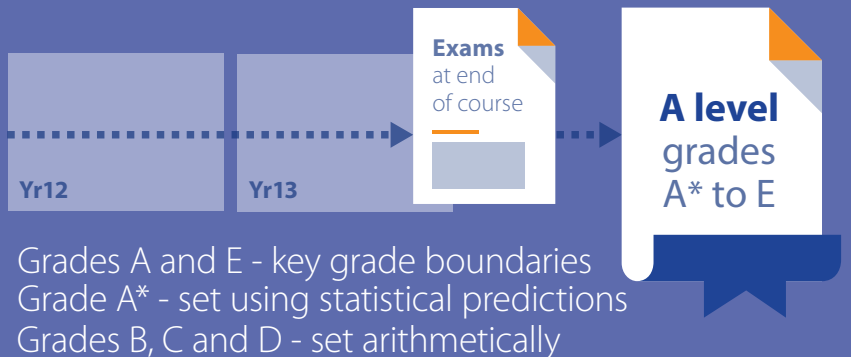 Yr12
Yr13
Exams
at end
of course
A level
grades
A* to E
Grades A and E - key grade boundaries
Grade A* - set using statistical predictions
Grades B, C and D - set arithmetically